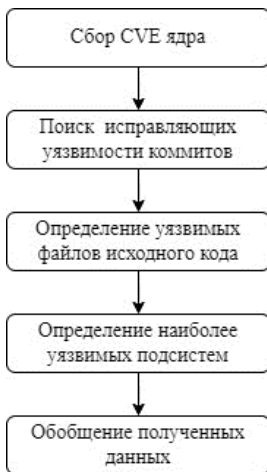 Сбор CVE ядра
Поиск исправляющих
уязвимости коммитов
Определение уязвимых
файлов исходного кода
Определение наиболее
уязвимых подсистем
Обобщение полученных
данных